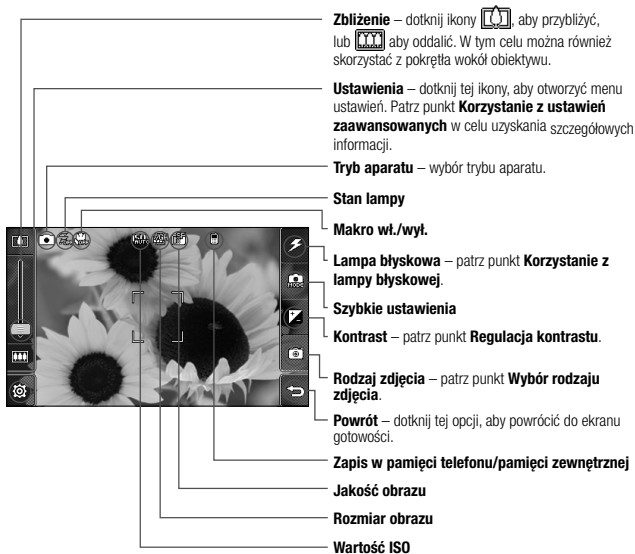 Zbliżenie – dotknij ikony , aby przybliżyć,
lub aby oddalić. W tym celu można również
skorzystać z pokrętła wokół obiektywu.
Ustawienia – dotknij tej ikony, aby otworzyć menu
ustawień. Patrz punkt Korzystanie z ustawień
zaawansowanych w celu uzyskania szczegółowych
informacji.
Tryb aparatu – wybór trybu aparatu.
Stan lampy
Makro wł./wył.
Lampa błyskowa – patrz punkt Korzystanie z
lampy błyskowej.
Szybkie ustawienia
Kontrast – patrz punkt Regulacja kontrastu.
Rodzaj zdjęcia – patrz punkt Wybór rodzaju
zdjęcia.
Powrót – dotknij tej opcji, aby powrócić do ekranu
gotowości.
Zapis w pamięci telefonu/pamięci zewnętrznej
Jakość obrazu
Rozmiar obrazu
Wartość ISO
ISO
AUTO
MODE